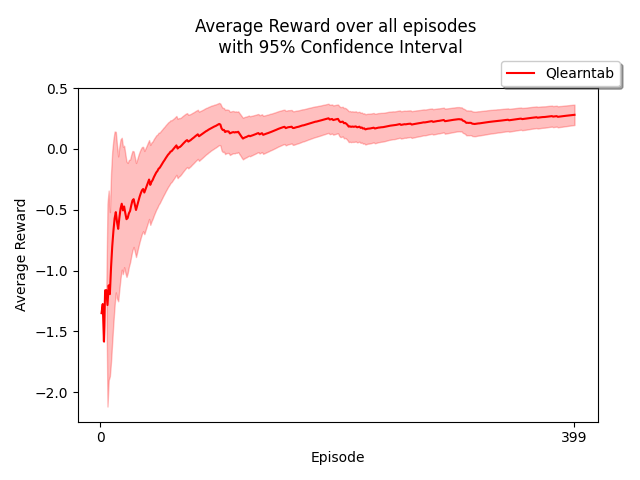 Average Reward over all episodes
with 95% Confidence Interval
Qlearntab
0.5
0.0
−0.5
−1.0
−1.5
−2.0
Average Reward
0
399
Episode